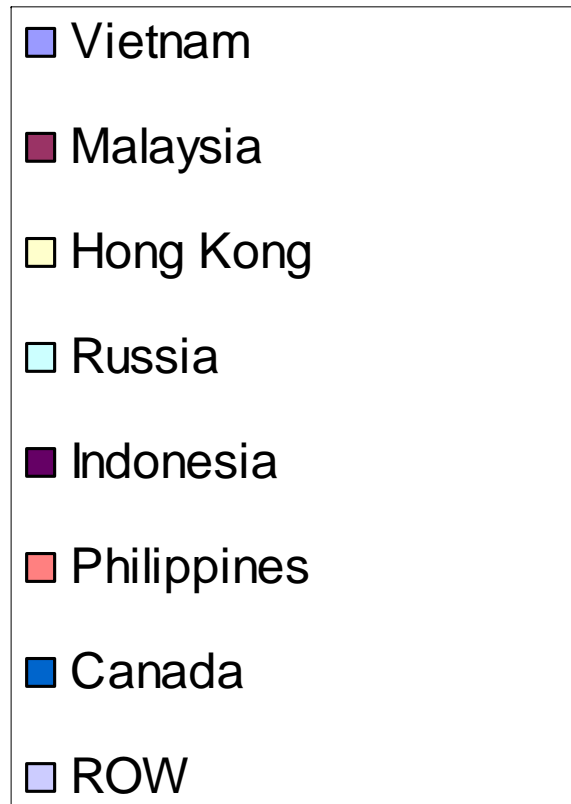 Vietnam
Malaysia
Hong Kong
Russia
Indonesia
Philippines
Canada
ROW